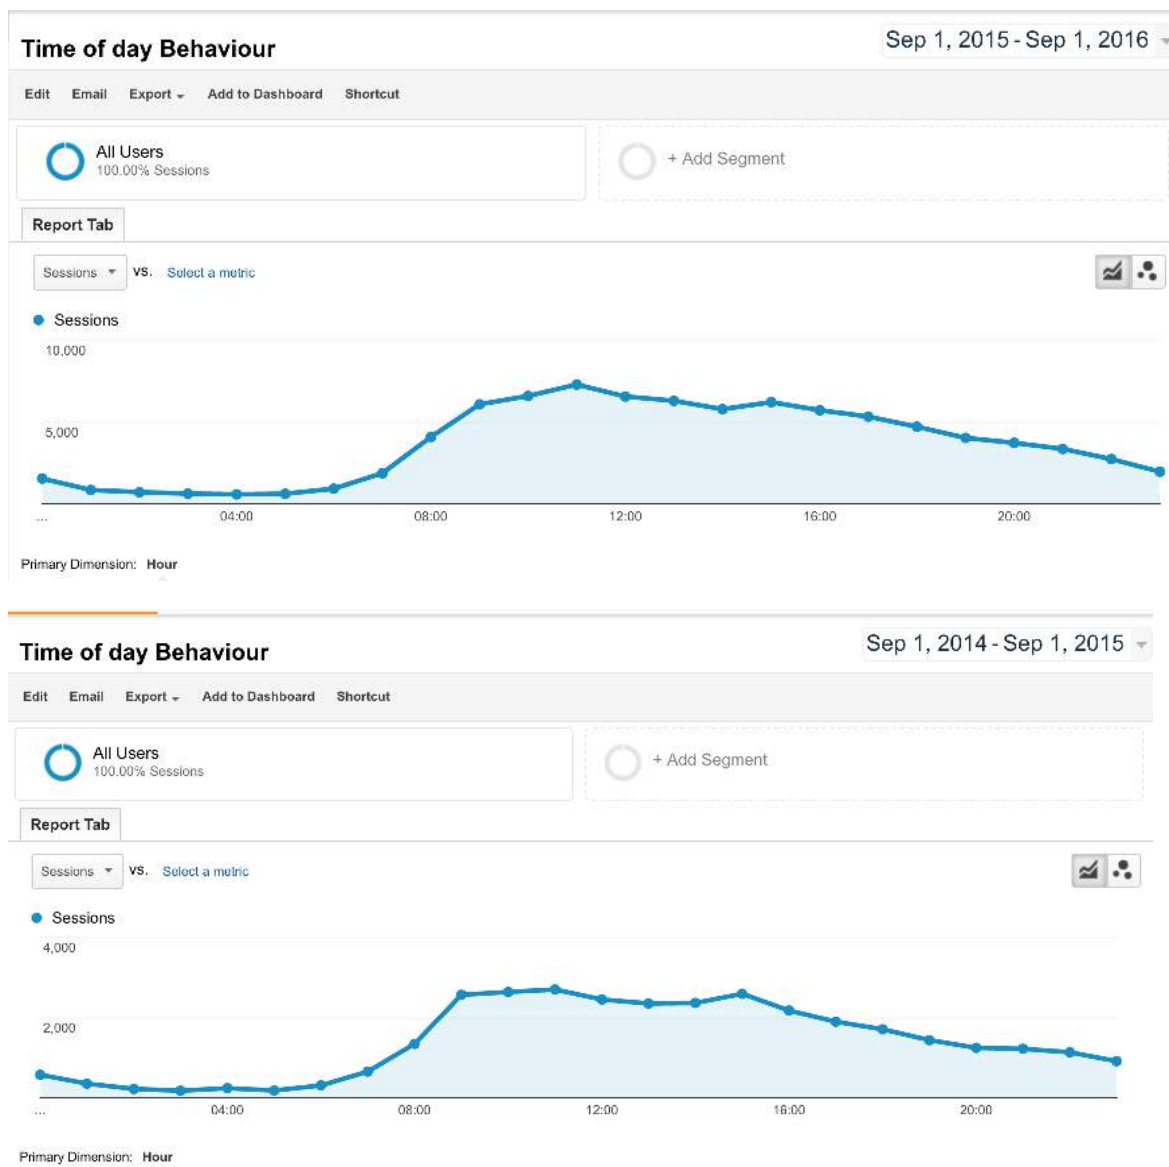 Time of day Behaviour
Sep 1, 2015 - Sep 1, 2016
Edit Email Export Add to Dashboard Shortcut
All Users
100.00% Sessions
+ Add Segment
Report Tab
Sessions VS. Select a metric
Sessions
10,000
5,000
... 04:00 08:00 12:00 16:00 20:00
Primary Dimension: Hour
Time of day Behaviour
Sep 1, 2014 - Sep 1, 2015
Edit Email Export Add to Dashboard Shortcut
All Users
100.00% Sessions
+ Add Segment
Report Tab
Sessions VS. Select a metric
Sessions
4,000
2,000
... 04:00 08:00 12:00 16:00 20:00
Primary Dimension: Hour